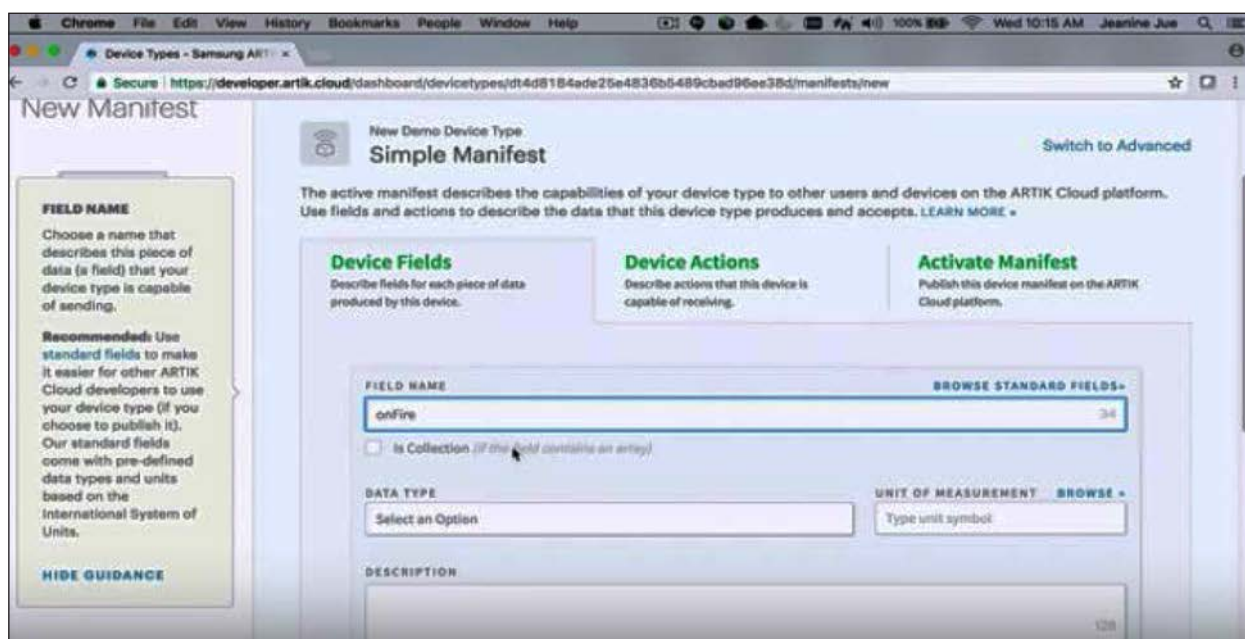 Chrome File Edit View History Bookmarks People Window Help 100% Wed 10:15 AM Jeanine Jue
Device Types - Samsung ARTI
Secure https://developer.artik.cloud/dashboard/devicetypes/dt4d8184ade25e4836b5489cbad96ee38d/manifests/new
New Manifest
FIELD NAME
Choose a name that
describes this piece of
data (a field) that your
device type is capable
of sending.
Recommended: Use
standard fields to make
it easier for other ARTIK
Cloud developers to use
your device type (if you
choose to publish it).
Our standard fields
come with pre-defined
data types and units
based on the
International System of
Units.
HIDE GUIDANCE
New Demo Device Type
Simple Manifest
Switch to Advanced
The active manifest describes the capabilities of your device type to other users and devices on the ARTIK Cloud platform.
Use fields and actions to describe the data that this device type produces and accepts. LEARN MORE »
Device Fields
Describe fields for each piece of data
produced by this device.
Device Actions
Describe actions that this device is
capable of receiving.
Activate Manifest
Publish this device manifest on the ARTIK
Cloud platform.
FIELD NAME BROWSE STANDARD FIELDS»
onFire 34
Is Collection (if the field contains an array)
DATA TYPE UNIT OF MEASUREMENT BROWSE »
Select an Option Type unit symbol
DESCRIPTION
128